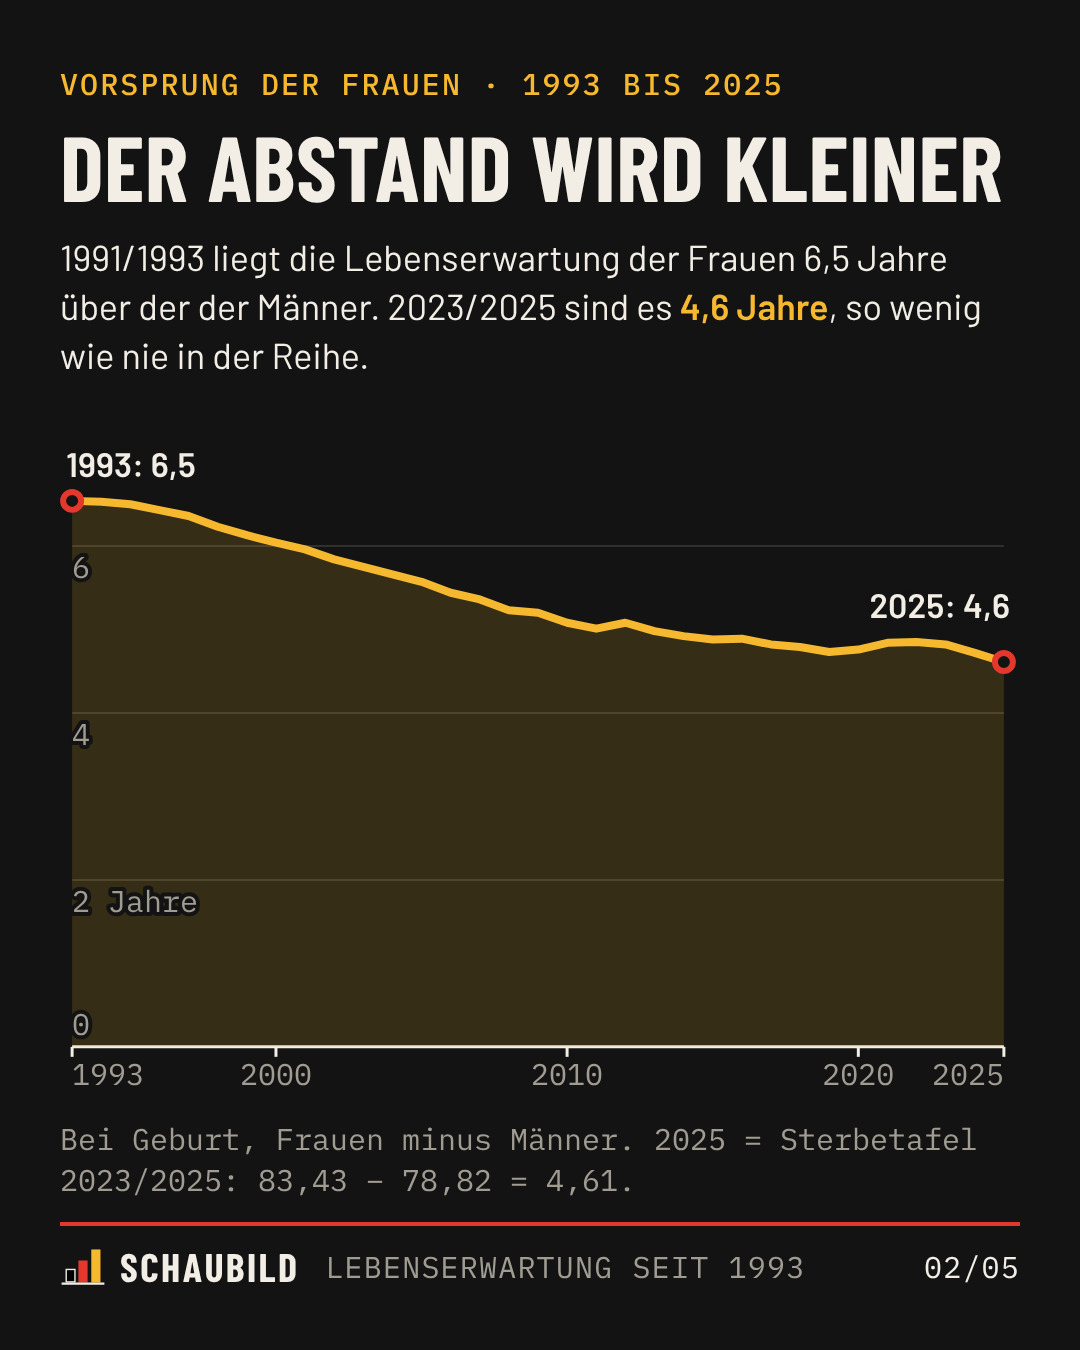 VORSPRUNG DER FRAUEN · 1993 BIS 2025
DER ABSTAND WIRD KLEINER
1991/1993 liegt die Lebenserwartung der Frauen 6,5 Jahre
über der der Männer. 2023/2025 sind es 4,6 Jahre, so wenig
wie nie in der Reihe.
1993: 6,5
6
2025: 4,6
4
2 Jahre
0
1993 2000 2010 2020 2025
Bei Geburt, Frauen minus Männer. 2025 = Sterbetafel
2023/2025: 83,43 − 78,82 = 4,61.
SCHAUBILD LEBENSERWARTUNG SEIT 1993 02/05